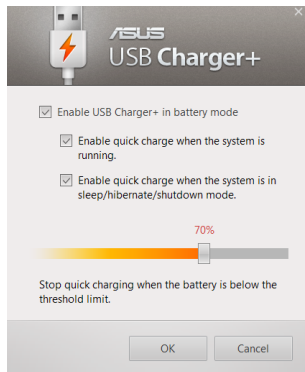 ASUS
USB Charger+
Enable USB Charger+ in battery mode
Enable quick charge when the system is
running.
Enable quick charge when the system is in
sleep/hibernate/shutdown mode.
70%
Stop quick charging when the battery is below the
threshold limit.
OK Cancel